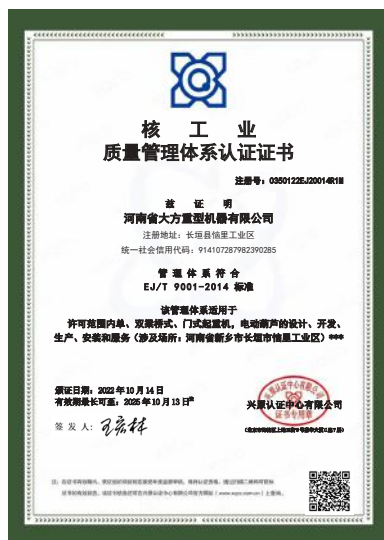 核 工 业
质量管理体系认证证书
注册号：0350122EJ20014R1M
兹 证 明
河南省大方重型机器有限公司
注册地址：长垣县恼里工业区
统一社会信用代码：914107287982390285
管 理 体 系 符 合
EJ/T 9001-2014 标准
该管理体系适用于
许可范围内单、双梁桥式、门式起重机，电动葫芦的设计、开发、
生产、安装和服务（涉及场所：河南省新乡市长垣市恼里工业区）***
颁证日期：2022年10月14日
有效期最长可至：2025年10月13日
兴原认证中心有限公司
签 发 人：
证书专用章